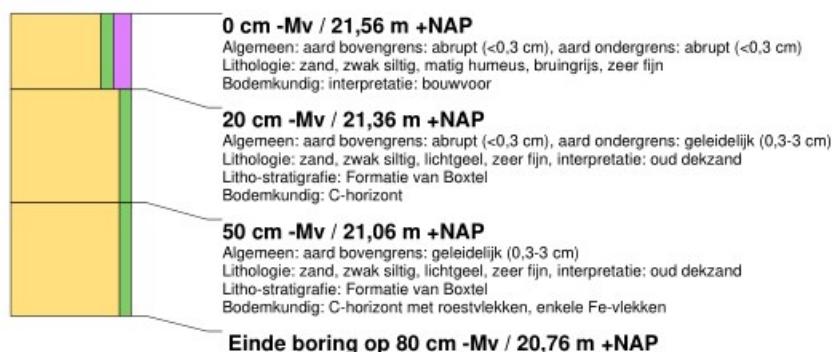 0 cm -Mv / 21,56 m +NAP
Algemeen: aard bovengrens: abrupt (<0,3 cm), aard ondergrens: abrupt (<0,3 cm)
Lithologie: zand, zwak siltig, matig humeus, bruingrijs, zeer fijn
Bodemkundig: interpretatie: bouwvoor
20 cm -Mv / 21,36 m +NAP
Algemeen: aard bovengrens: abrupt (<0,3 cm), aard ondergrens: geleidelijk (0,3-3 cm)
Lithologie: zand, zwak siltig, lichtgeel, zeer fijn, interpretatie: oud dekzand
Litho-stratigrafie: Formatie van Boxtel
Bodemkundig: C-horizont
50 cm -Mv / 21,06 m +NAP
Algemeen: aard bovengrens: geleidelijk (0,3-3 cm)
Lithologie: zand, zwak siltig, lichtgeel, zeer fijn, interpretatie: oud dekzand
Litho-stratigrafie: Formatie van Boxtel
Bodemkundig: C-horizont met roestvlekken, enkele Fe-vlekken
Einde boring op 80 cm -Mv / 20,76 m +NAP